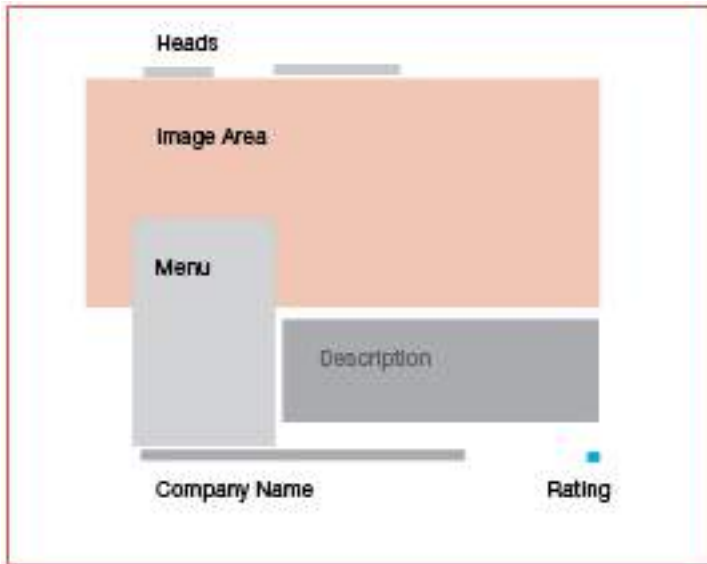 Heads
Image Area
Menu
Description
Company Name
Rating